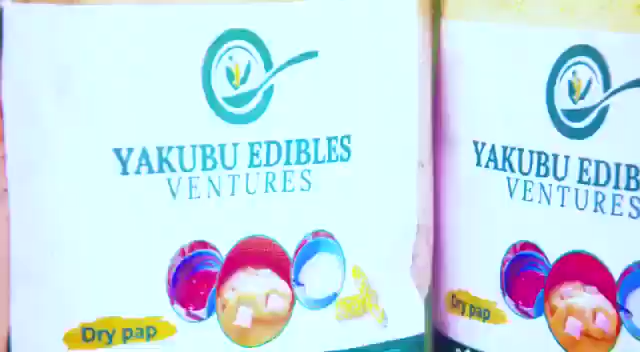 YAKUBU EDIBLES
VENTURES
Dry pap
YAKUBU EDIB
VENTURES
Dry pap